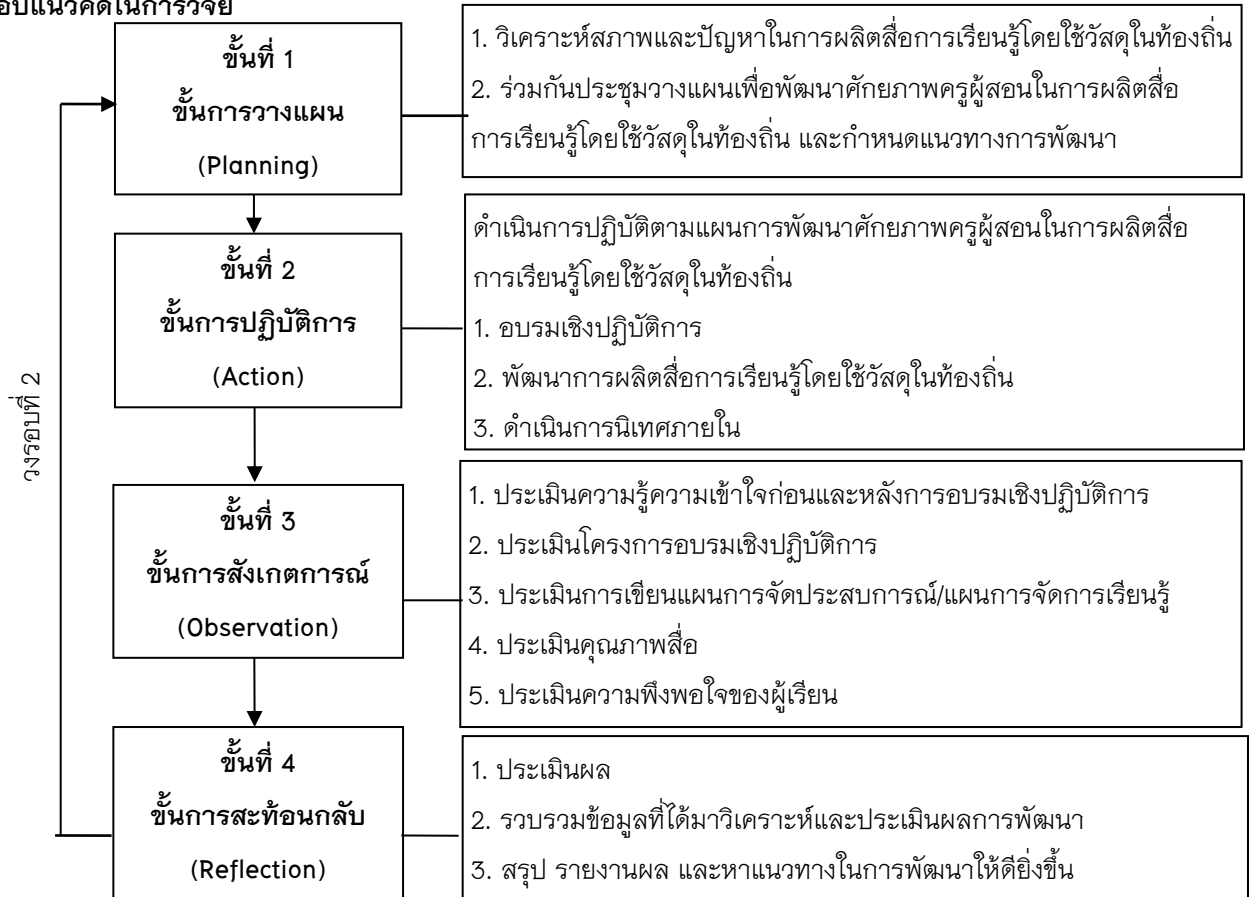 อบแนวคิดในการวิจัย
ขั้นที่ 1
ขั้นการวางแผน
(Planning)
1. วิเคราะห์สภาพและปัญหาในการผลิตสื่อการเรียนรู้โดยใช้วัสดุในท้องถิ่น
2. ร่วมกันประชุมวางแผนเพื่อพัฒนาศักยภาพครูผู้สอนในการผลิตสื่อ
การเรียนรู้โดยใช้วัสดุในท้องถิ่น และกำหนดแนวทางการพัฒนา
ขั้นที่ 2
ขั้นการปฏิบัติการ
(Action)
ดำเนินการปฏิบัติตามแผนการพัฒนาศักยภาพครูผู้สอนในการผลิตสื่อ
การเรียนรู้โดยใช้วัสดุในท้องถิ่น
1. อบรมเชิงปฏิบัติการ
2. พัฒนาการผลิตสื่อการเรียนรู้โดยใช้วัสดุในท้องถิ่น
3. ดำเนินการนิเทศภายใน
วงรอบที่ 2
ขั้นที่ 3
ขั้นการสังเกตการณ์
(Observation)
1. ประเมินความรู้ความเข้าใจก่อนและหลังการอบรมเชิงปฏิบัติการ
2. ประเมินโครงการอบรมเชิงปฏิบัติการ
3. ประเมินการเขียนแผนการจัดประสบการณ์/แผนการจัดการเรียนรู้
4. ประเมินคุณภาพสื่อ
5. ประเมินความพึงพอใจของผู้เรียน
ขั้นที่ 4
ขั้นการสะท้อนกลับ
(Reflection)
1. ประเมินผล
2. รวบรวมข้อมูลที่ได้มาวิเคราะห์และประเมินผลการพัฒนา
3. สรุป รายงานผล และหาแนวทางในการพัฒนาให้ดียิ่งขึ้น